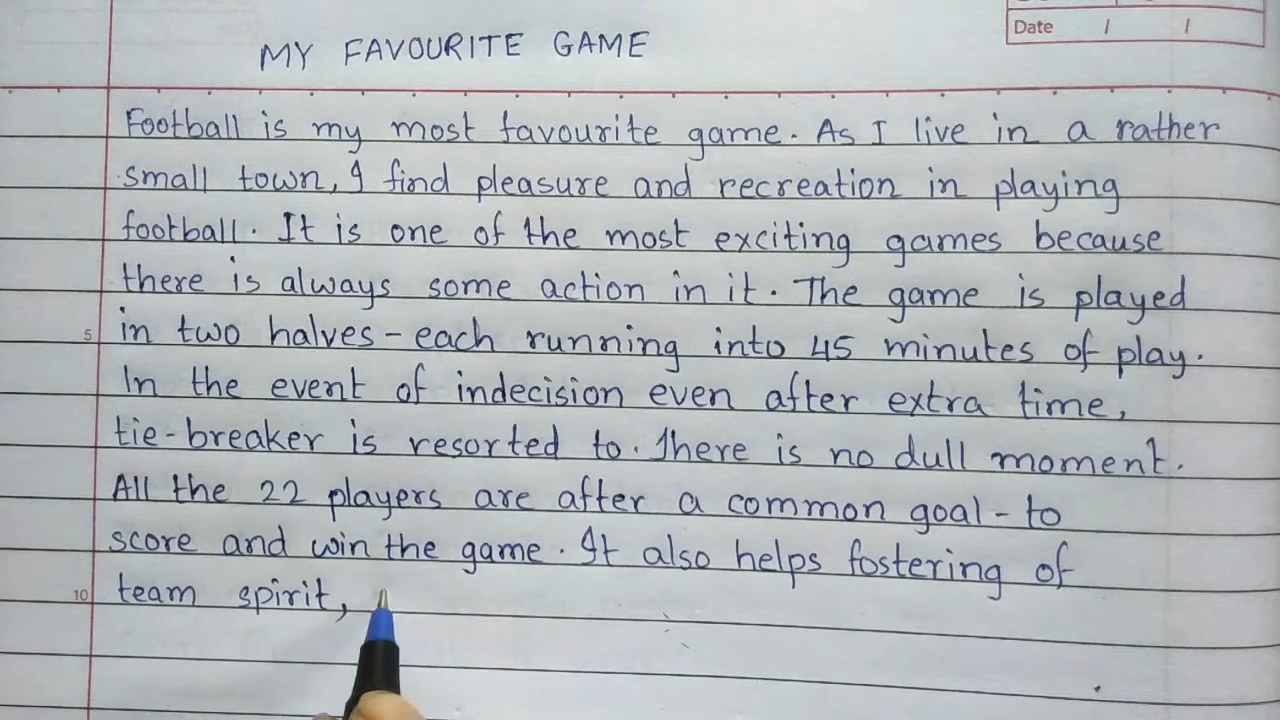 Date / /
MY FAVOURITE GAME
Football is my most favourite game. As I live in a rather
small town, I find pleasure and recreation in playing
football. It is one of the most exciting games because
there is always some action in it. The game is played
5 in two halves - each running into 45 minutes of play.
In the event of indecision even after extra time,
tie-breaker is resorted to. There is no dull moment.
All the 22 players are after a common goal - to
score and win the game. It also helps fostering of
10 team spirit,